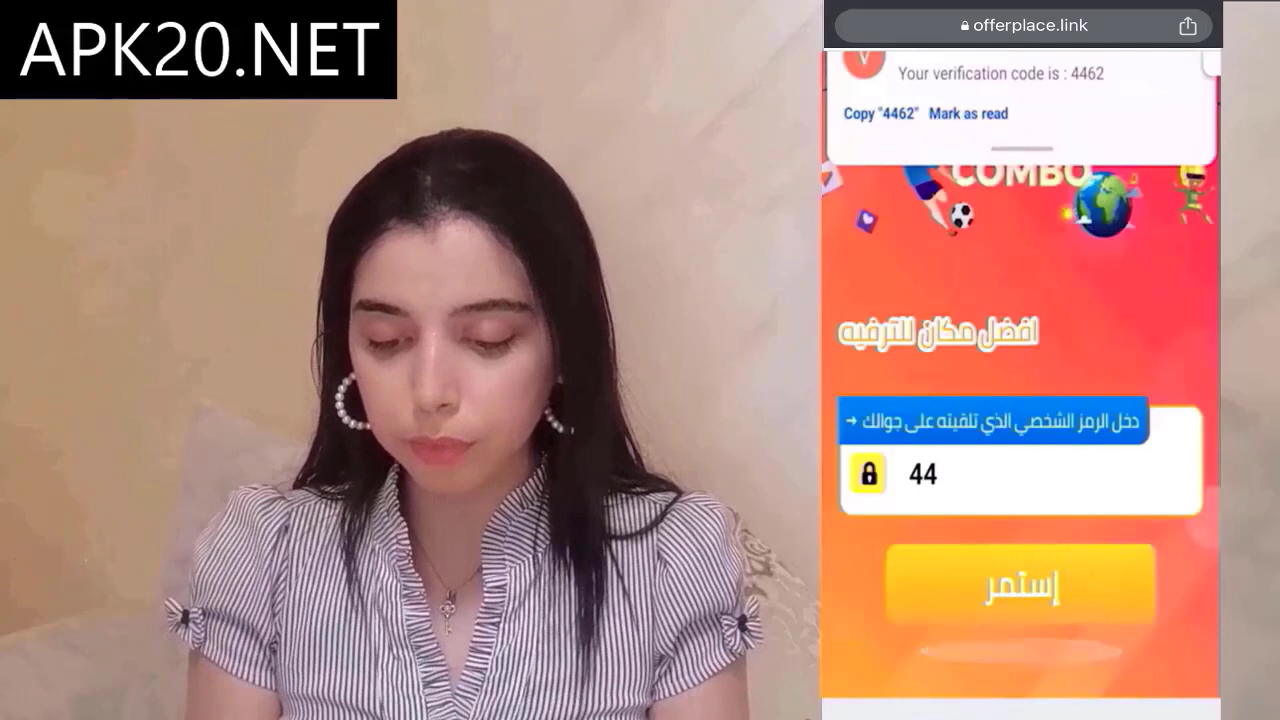 APK20.NET
offerplace.link
V
Your verification code is : 4462
Copy "4462" Mark as read
COMBO
افضل مكان للترفيه
دخل الرمز الشخصي الذي تلقيته على جوالك →
44
إستمر